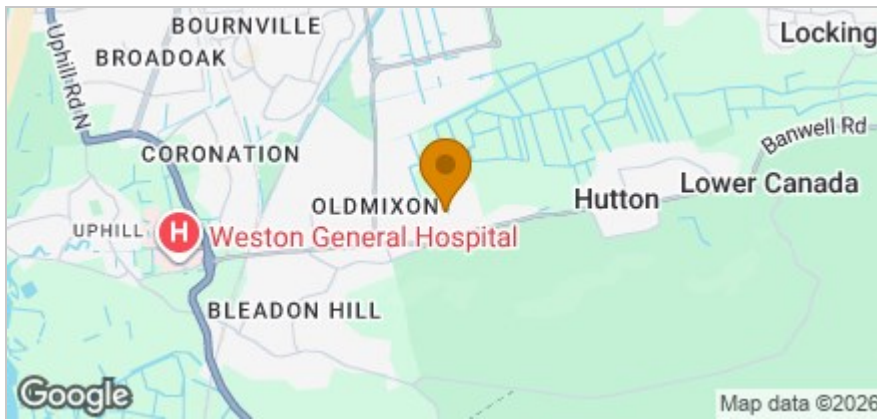 BOURNVILLE
Locking
BROADOAK
Uphill Rd N
Banwell Rd
CORONATION
Lower Canada
Hutton
OLDMIXON
UPHILL
H
Weston General Hospital
BLEADON HILL
Google
Map data ©2026